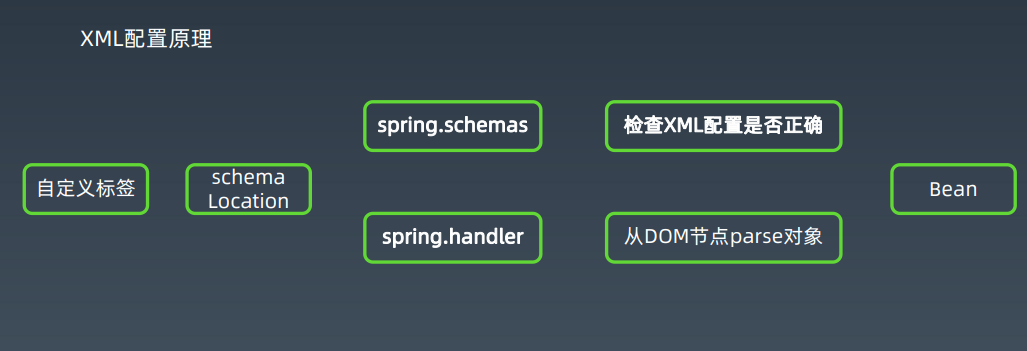 XML配置原理
自定义标签
schema
Location
spring.schemas
检查XML配置是否正确
spring.handler
从DOM节点parse对象
Bean